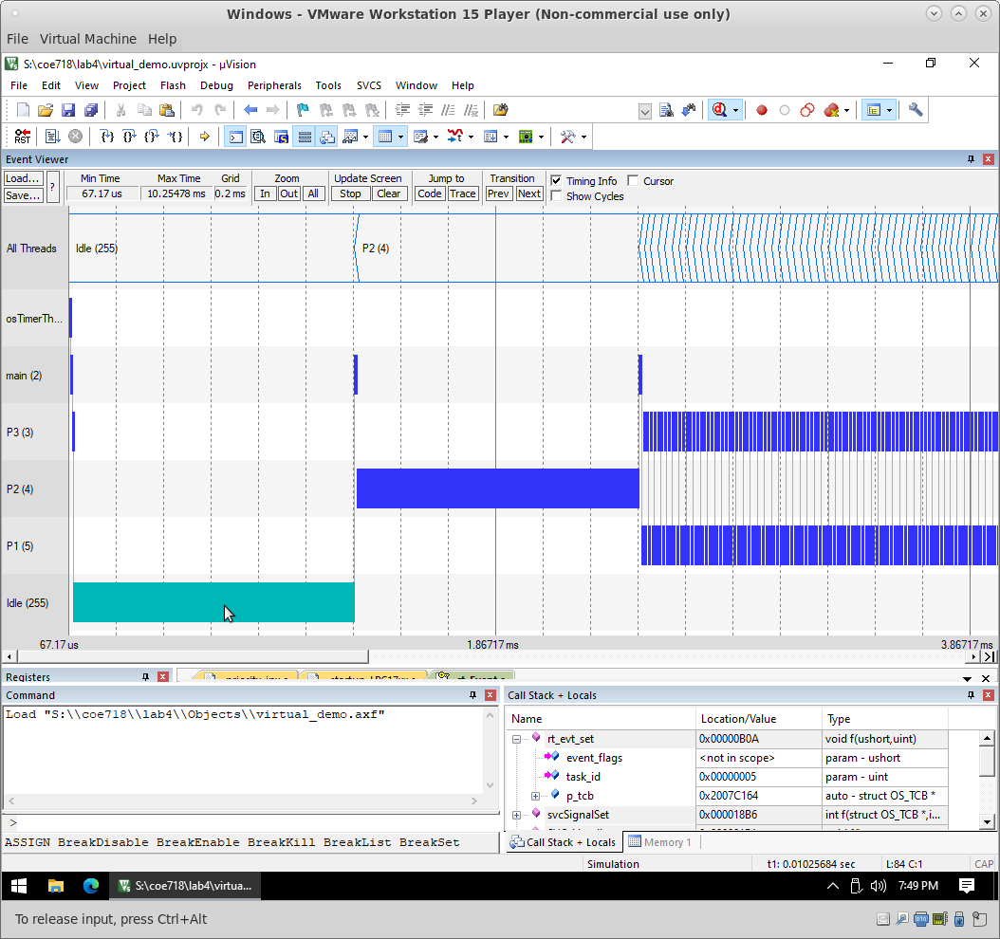 Windows - VMware Workstation 15 Player (Non-commercial use only)
File Virtual Machine Help
S:\coe718\lab4\virtual_demo.uvprojx - µVision
File Edit View Project Flash Debug Peripherals Tools SVCS Window Help
RST
Event Viewer
Load... ? Min Time Max Time Grid Zoom Update Screen Jump to Transition Timing Info Cursor
Save... 67.17 us 10.25478 ms 0.2 ms In Out All Stop Clear Code Trace Prev Next Show Cycles
All Threads Idle (255) P2 (4)
osTimerTh...
main (2)
P3 (3)
P2 (4)
P1 (5)
Idle (255)
67.17 us 1.86717 ms 3.86717 ms
Registers
Command
Load "S:\\coe718\\lab4\\Objects\\virtual_demo.axf"
>
ASSIGN BreakDisable BreakEnable BreakKill BreakList BreakSet
Call Stack + Locals
Name Location/Value Type
rt_evt_set 0x00000B0A void f(ushort,uint)
event_flags <not in scope> param - ushort
task_id 0x00000005 param - uint
p_tcb 0x2007C164 auto - struct OS_TCB *
svcSignalSet 0x000018B6 int f(struct OS_TCB *,i...
Call Stack + Locals Memory 1
Simulation t1: 0.01025684 sec L:84 C:1 CAP
S:\coe718\lab4\virtua... 7:49 PM
To release input, press Ctrl+Alt